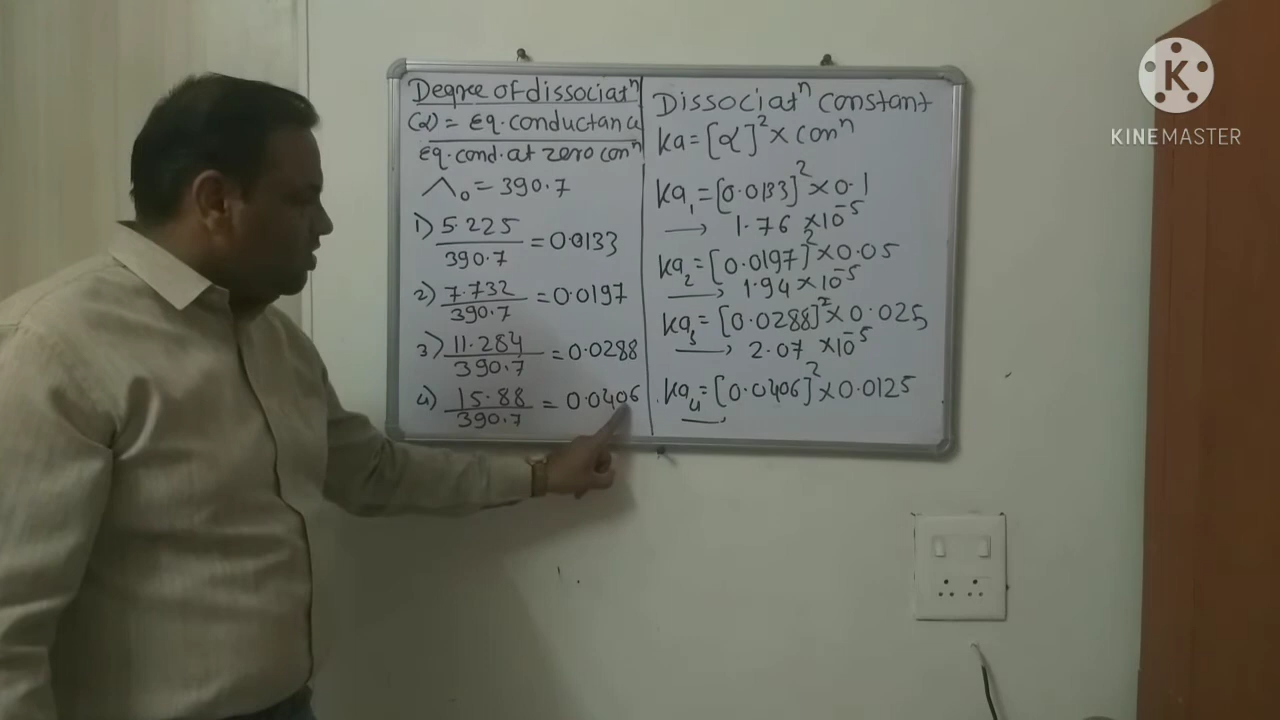 Degree of dissociatⁿ
(α) = Eq. conductance
Eq. cond. at zero conⁿ
Λ₀ = 390.7
1) 5.225
390.7
= 0.0133
2) 7.732
390.7
= 0.0197
3) 11.284
390.7
= 0.0288
4) 15.88
390.7
= 0.0406
Dissociatⁿ constant
ka = [α]² × conⁿ
ka₁ = [0.0133]² × 0.1
→ 1.76 × 10⁻⁵
ka₂ = [0.0197]² × 0.05
→ 1.94 × 10⁻⁵
ka₃ = [0.0288]² × 0.025
→ 2.07 × 10⁻⁵
ka₄ = [0.0406]² × 0.0125
→
K
KINEMASTER